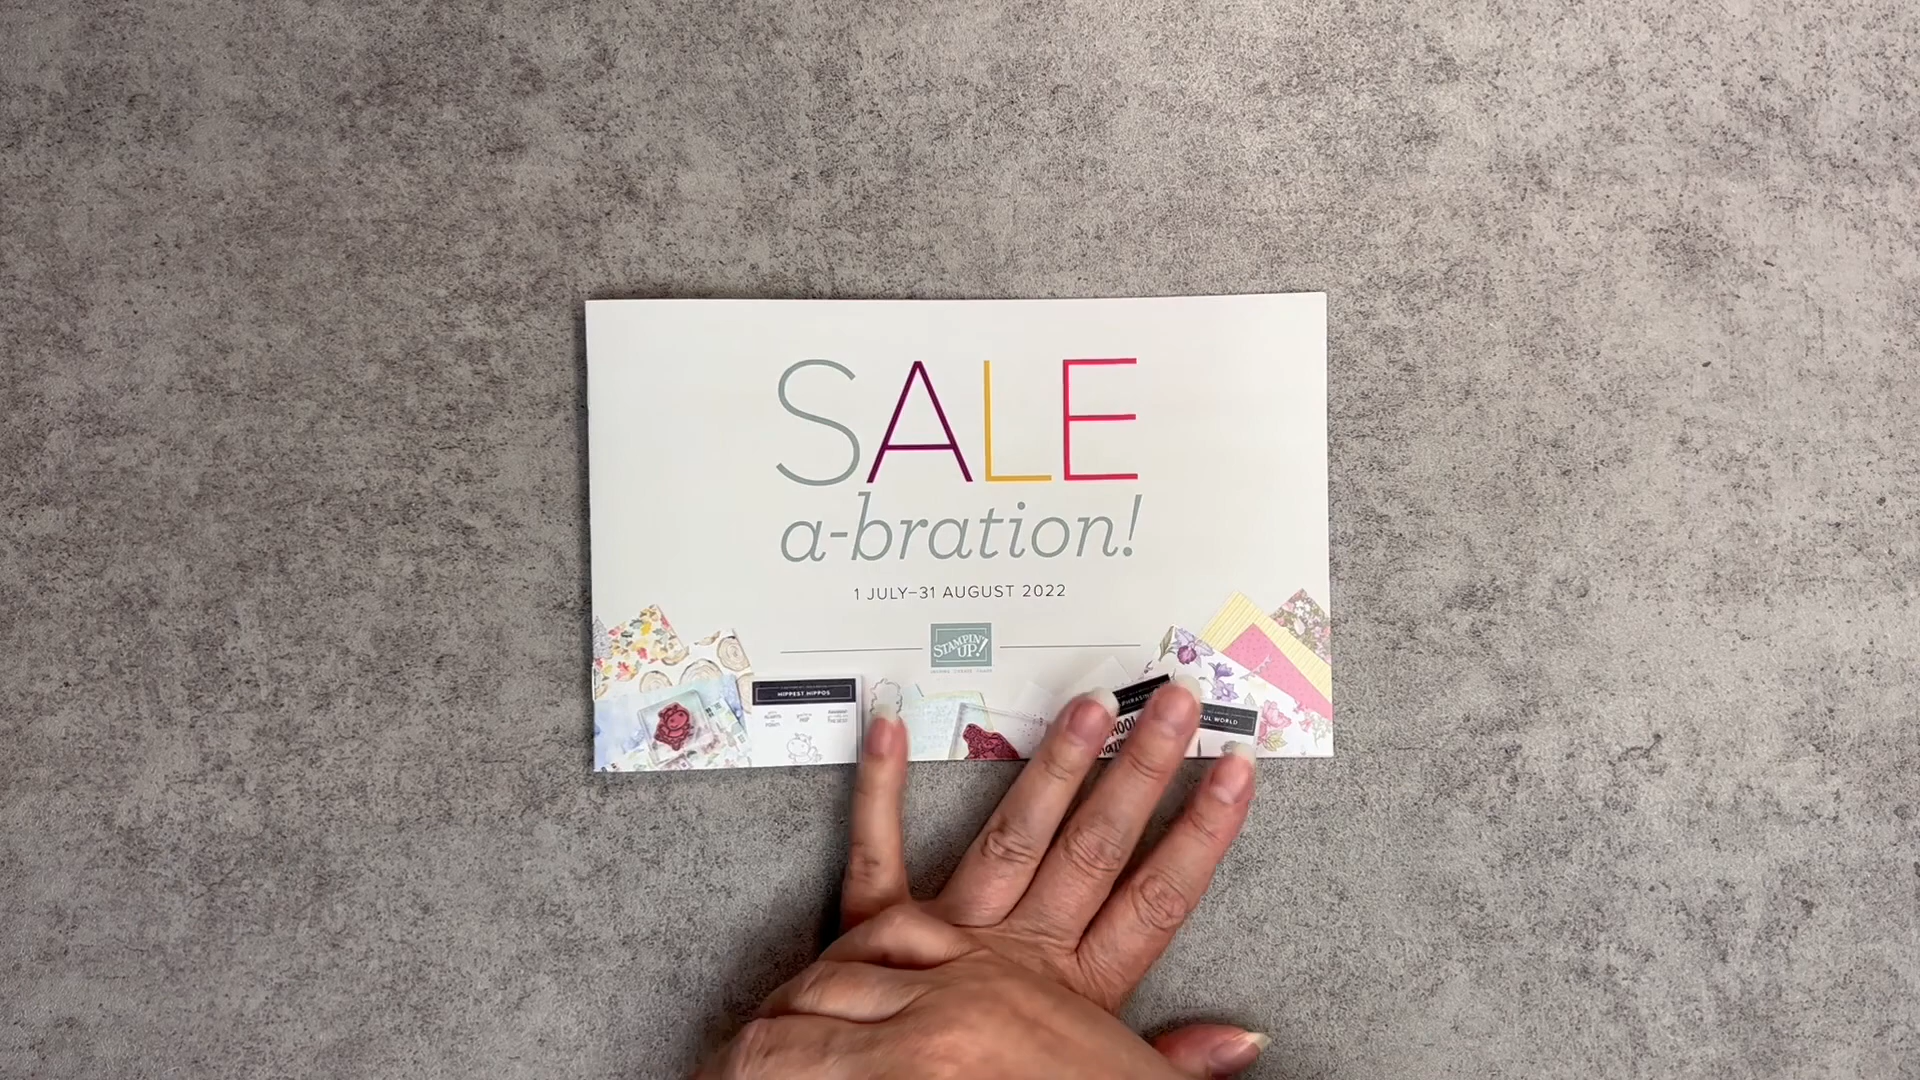 SALE
a-bration!
1 JULY–31 AUGUST 2022
STAMPIN'
UP!
HIPPEST HIPPOS